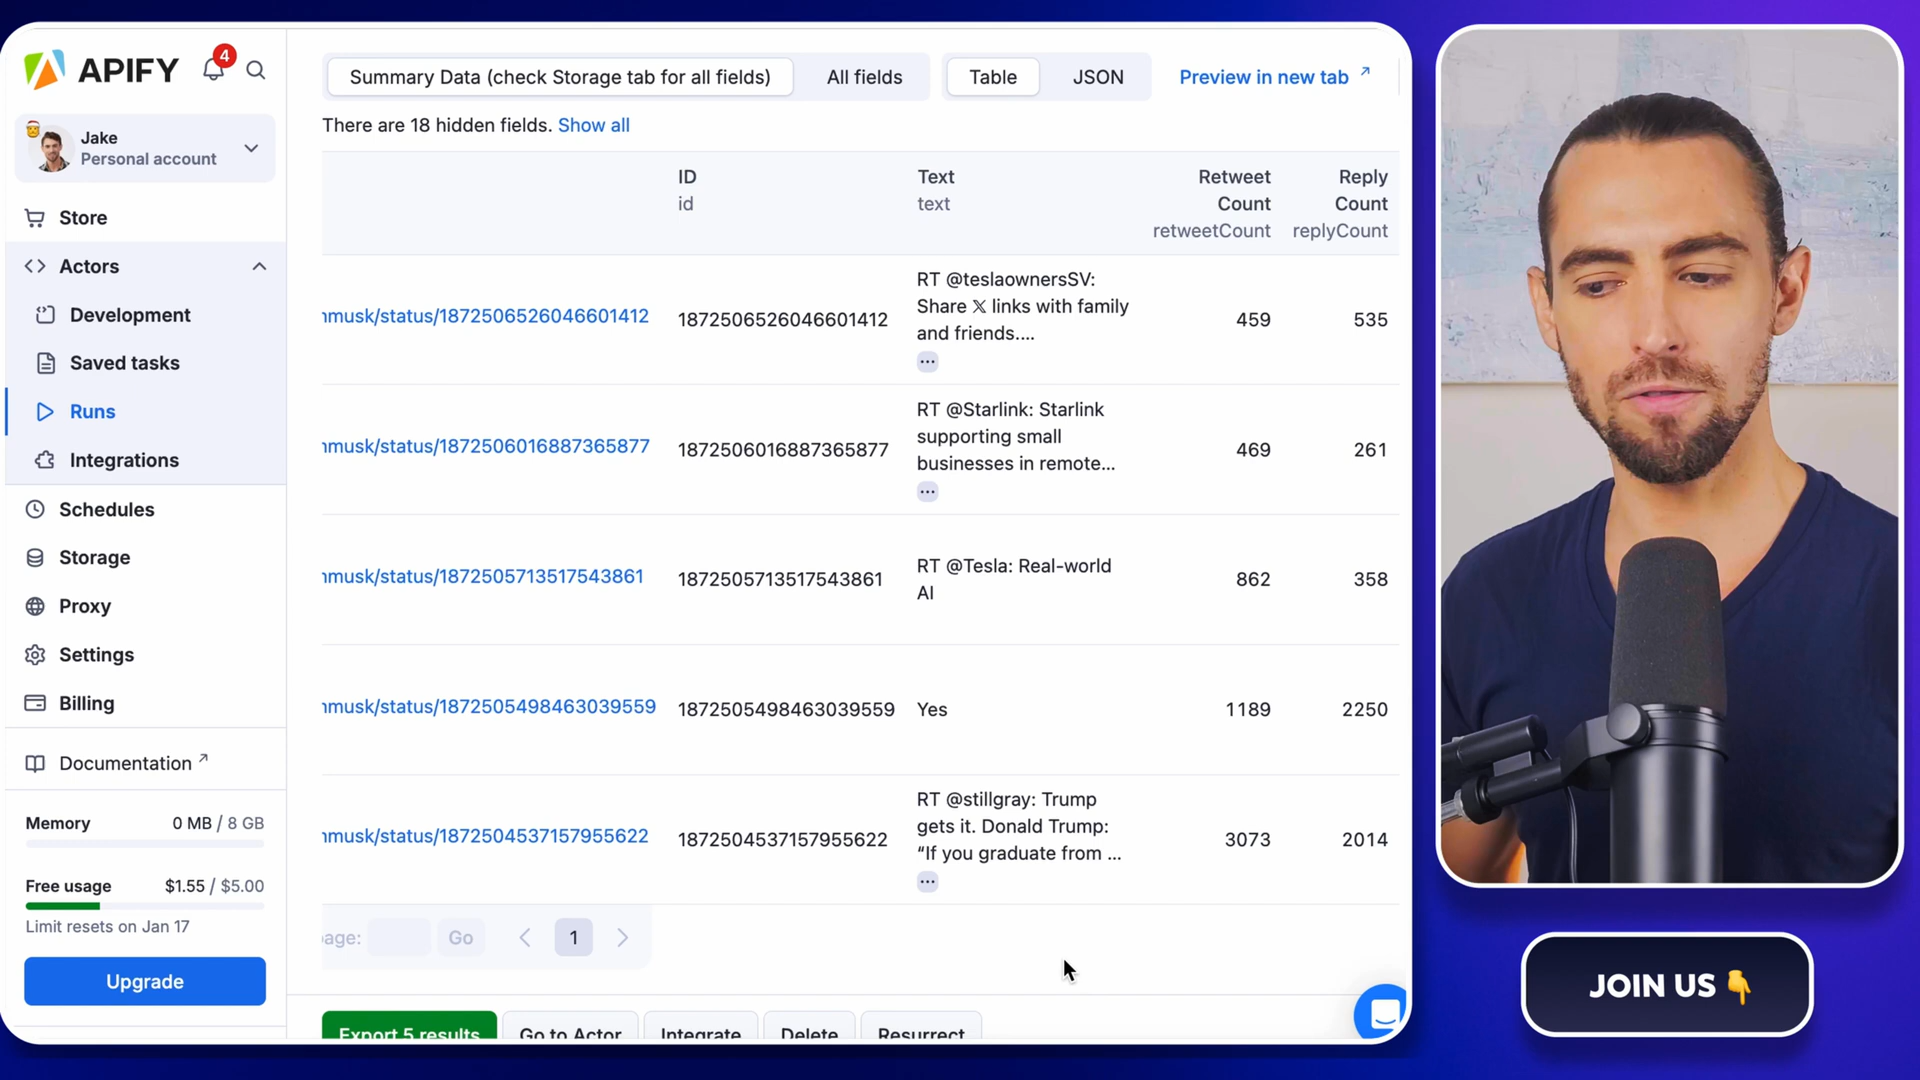 APIFY
4
Jake
Personal account
Store
Actors
Development
Saved tasks
Runs
Integrations
Schedules
Storage
Proxy
Settings
Billing
Documentation
Memory 0 MB / 8 GB
Free usage $1.55 / $5.00
Limit resets on Jan 17
Upgrade
Summary Data (check Storage tab for all fields) All fields Table JSON Preview in new tab
There are 18 hidden fields. Show all
ID Text Retweet Count Reply Count
id text retweetCount replyCount
nmusk/status/1872506526046601412 1872506526046601412 RT @teslaownersSV: 459 535
Share 𝕏 links with family
and friends....
...
nmusk/status/1872506016887365877 1872506016887365877 RT @Starlink: Starlink 469 261
supporting small
businesses in remote...
...
nmusk/status/1872505713517543861 1872505713517543861 RT @Tesla: Real-world 862 358
AI
nmusk/status/1872505498463039559 1872505498463039559 Yes 1189 2250
nmusk/status/1872504537157955622 1872504537157955622 RT @stillgray: Trump 3073 2014
gets it. Donald Trump:
“If you graduate from ...
...
page: Go 1
Export 5 results Go to Actor Integrate Delete Resurrect
JOIN US 👇